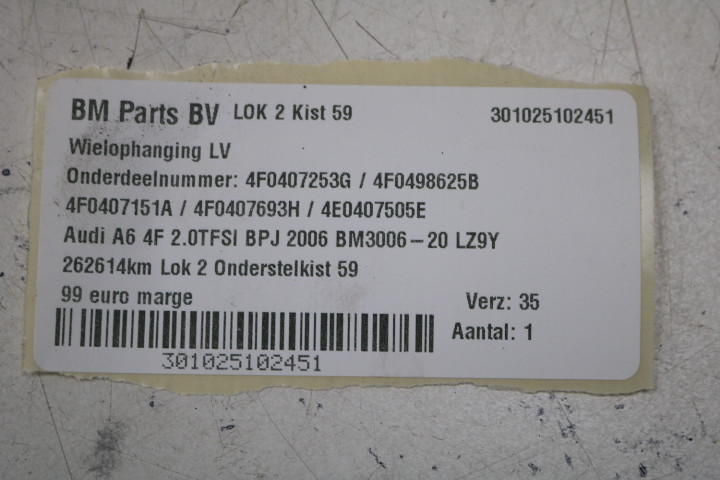 BM Parts BV LOK 2 Kist 59 301025102451
Wielophanging LV
Onderdeelnummer: 4F0407253G / 4F0498625B
4F0407151A / 4F0407693H / 4E0407505E
Audi A6 4F 2.0TFSI BPJ 2006 BM3006-20 LZ9Y
262614km Lok 2 Onderstelkist 59
99 euro marge Verz: 35
Aantal: 1
301025102451